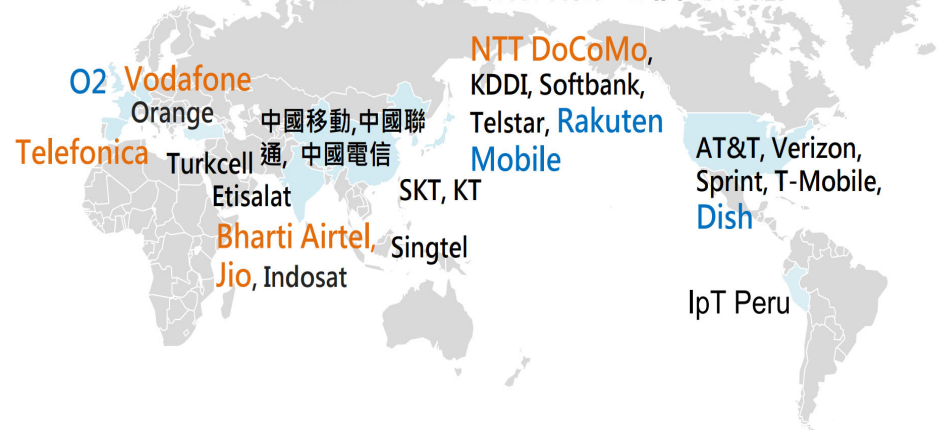 O2 Vodafone
Orange
Telefonica
Turkcell
Etisalat
中國移動,中國聯
通, 中國電信
Bharti Airtel,
Jio, Indosat
SKT, KT
Singtel
NTT DoCoMo,
KDDI, Softbank,
Telstar, Rakuten
Mobile
AT&T, Verizon,
Sprint, T-Mobile,
Dish
IpT Peru